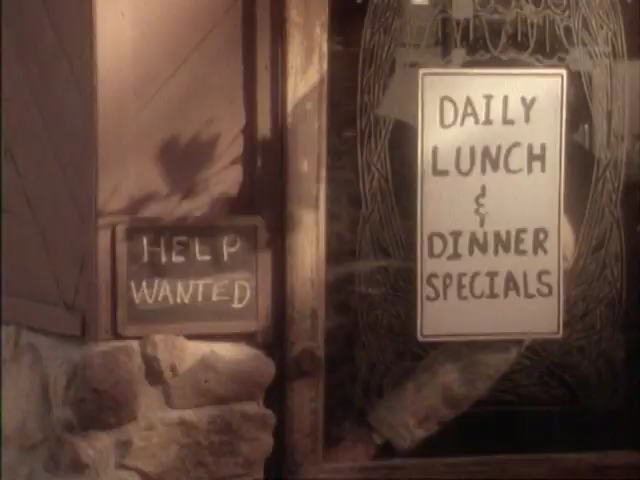 HELP
WANTED
DAILY
LUNCH
&
DINNER
SPECIALS